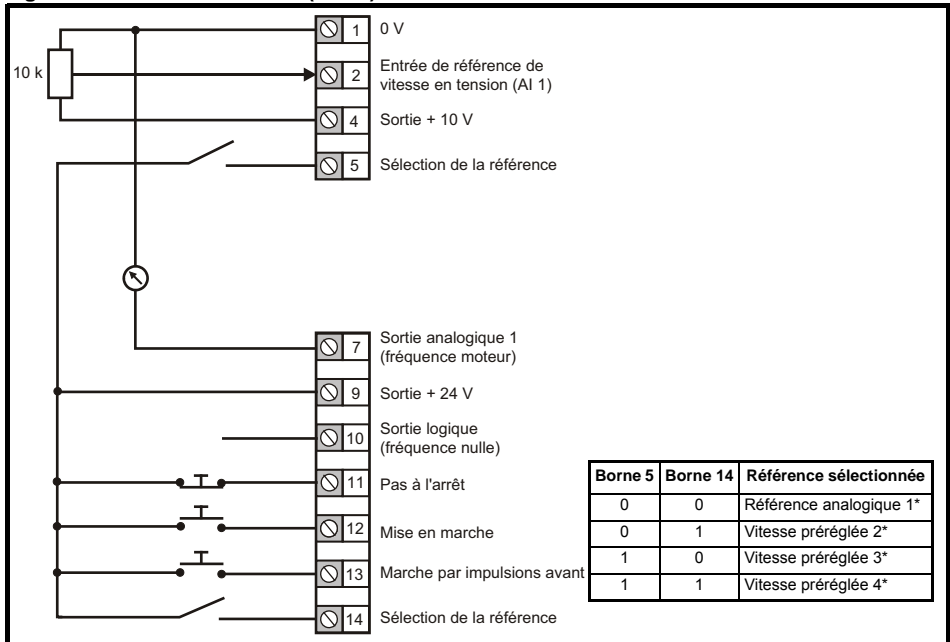 1 0 V
10 k
2 Entrée de référence de
vitesse en tension (AI 1)
4 Sortie + 10 V
5 Sélection de la référence
7 Sortie analogique 1
(fréquence moteur)
9 Sortie + 24 V
10 Sortie logique
(fréquence nulle)
11 Pas à l'arrêt
12 Mise en marche
13 Marche par impulsions avant
14 Sélection de la référence
Borne 5 Borne 14 Référence sélectionnée
0 0 Référence analogique 1*
0 1 Vitesse préréglée 2*
1 0 Vitesse préréglée 3*
1 1 Vitesse préréglée 4*